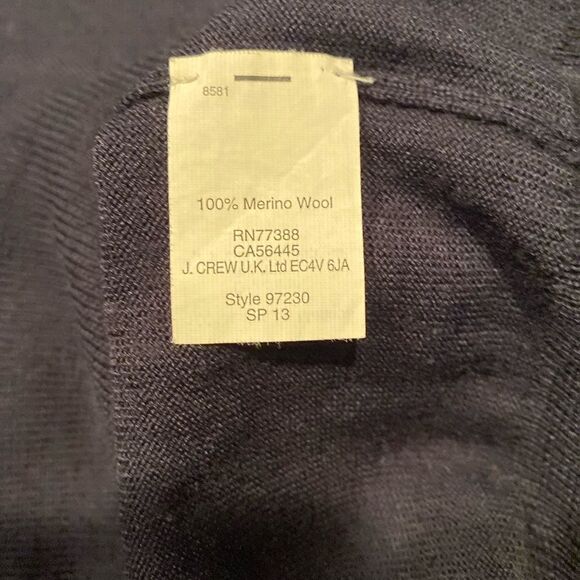 8581
100% Merino Wool
RN77388
CA56445
J. CREW U.K. Ltd EC4V 6JA
Style 97230
SP 13